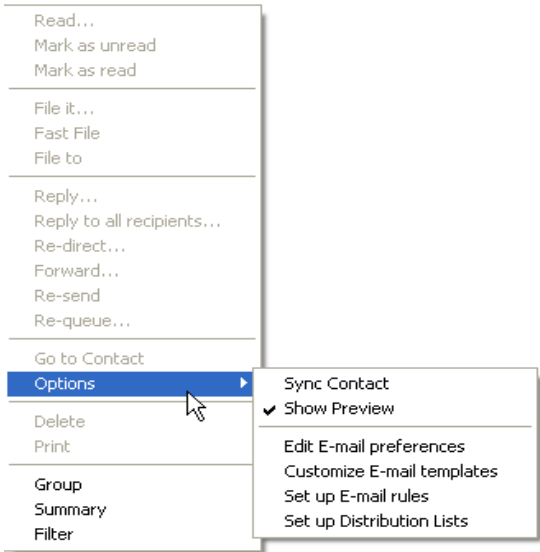 Read...
Mark as unread
Mark as read
File it...
Fast File
File to
Reply...
Reply to all recipients...
Re-direct...
Forward...
Re-send
Re-queue...
Go to Contact
Options
Delete
Print
Group
Summary
Filter
Sync Contact
Show Preview
Edit E-mail preferences
Customize E-mail templates
Set up E-mail rules
Set up Distribution Lists